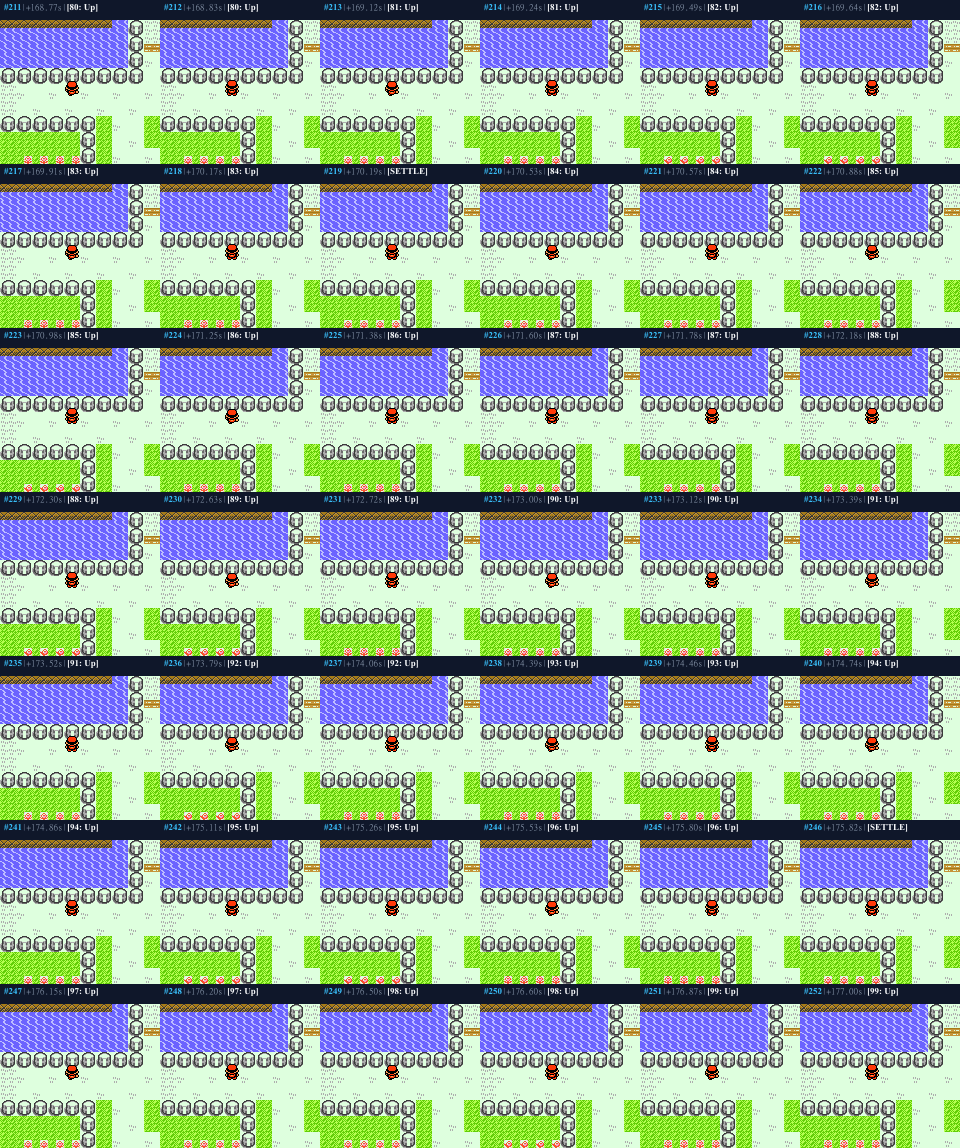 #211 | +168.77s | [80: Up] #212 | +168.83s | [80: Up] #213 | +169.12s | [81: Up] #214 | +169.24s | [81: Up] #215 | +169.49s | [82: Up] #216 | +169.64s | [82: Up]
#217 | +169.91s | [83: Up] #218 | +170.17s | [83: Up] #219 | +170.19s | [SETTLE] #220 | +170.53s | [84: Up] #221 | +170.57s | [84: Up] #222 | +170.88s | [85: Up]
#223 | +170.98s | [85: Up] #224 | +171.25s | [86: Up] #225 | +171.38s | [86: Up] #226 | +171.60s | [87: Up] #227 | +171.78s | [87: Up] #228 | +172.18s | [88: Up]
#229 | +172.30s | [88: Up] #230 | +172.63s | [89: Up] #231 | +172.72s | [89: Up] #232 | +173.00s | [90: Up] #233 | +173.12s | [90: Up] #234 | +173.39s | [91: Up]
#235 | +173.52s | [91: Up] #236 | +173.79s | [92: Up] #237 | +174.06s | [92: Up] #238 | +174.39s | [93: Up] #239 | +174.46s | [93: Up] #240 | +174.74s | [94: Up]
#241 | +174.86s | [94: Up] #242 | +175.11s | [95: Up] #243 | +175.26s | [95: Up] #244 | +175.53s | [96: Up] #245 | +175.80s | [96: Up] #246 | +175.82s | [SETTLE]
#247 | +176.15s | [97: Up] #248 | +176.20s | [97: Up] #249 | +176.50s | [98: Up] #250 | +176.60s | [98: Up] #251 | +176.87s | [99: Up] #252 | +177.00s | [99: Up]